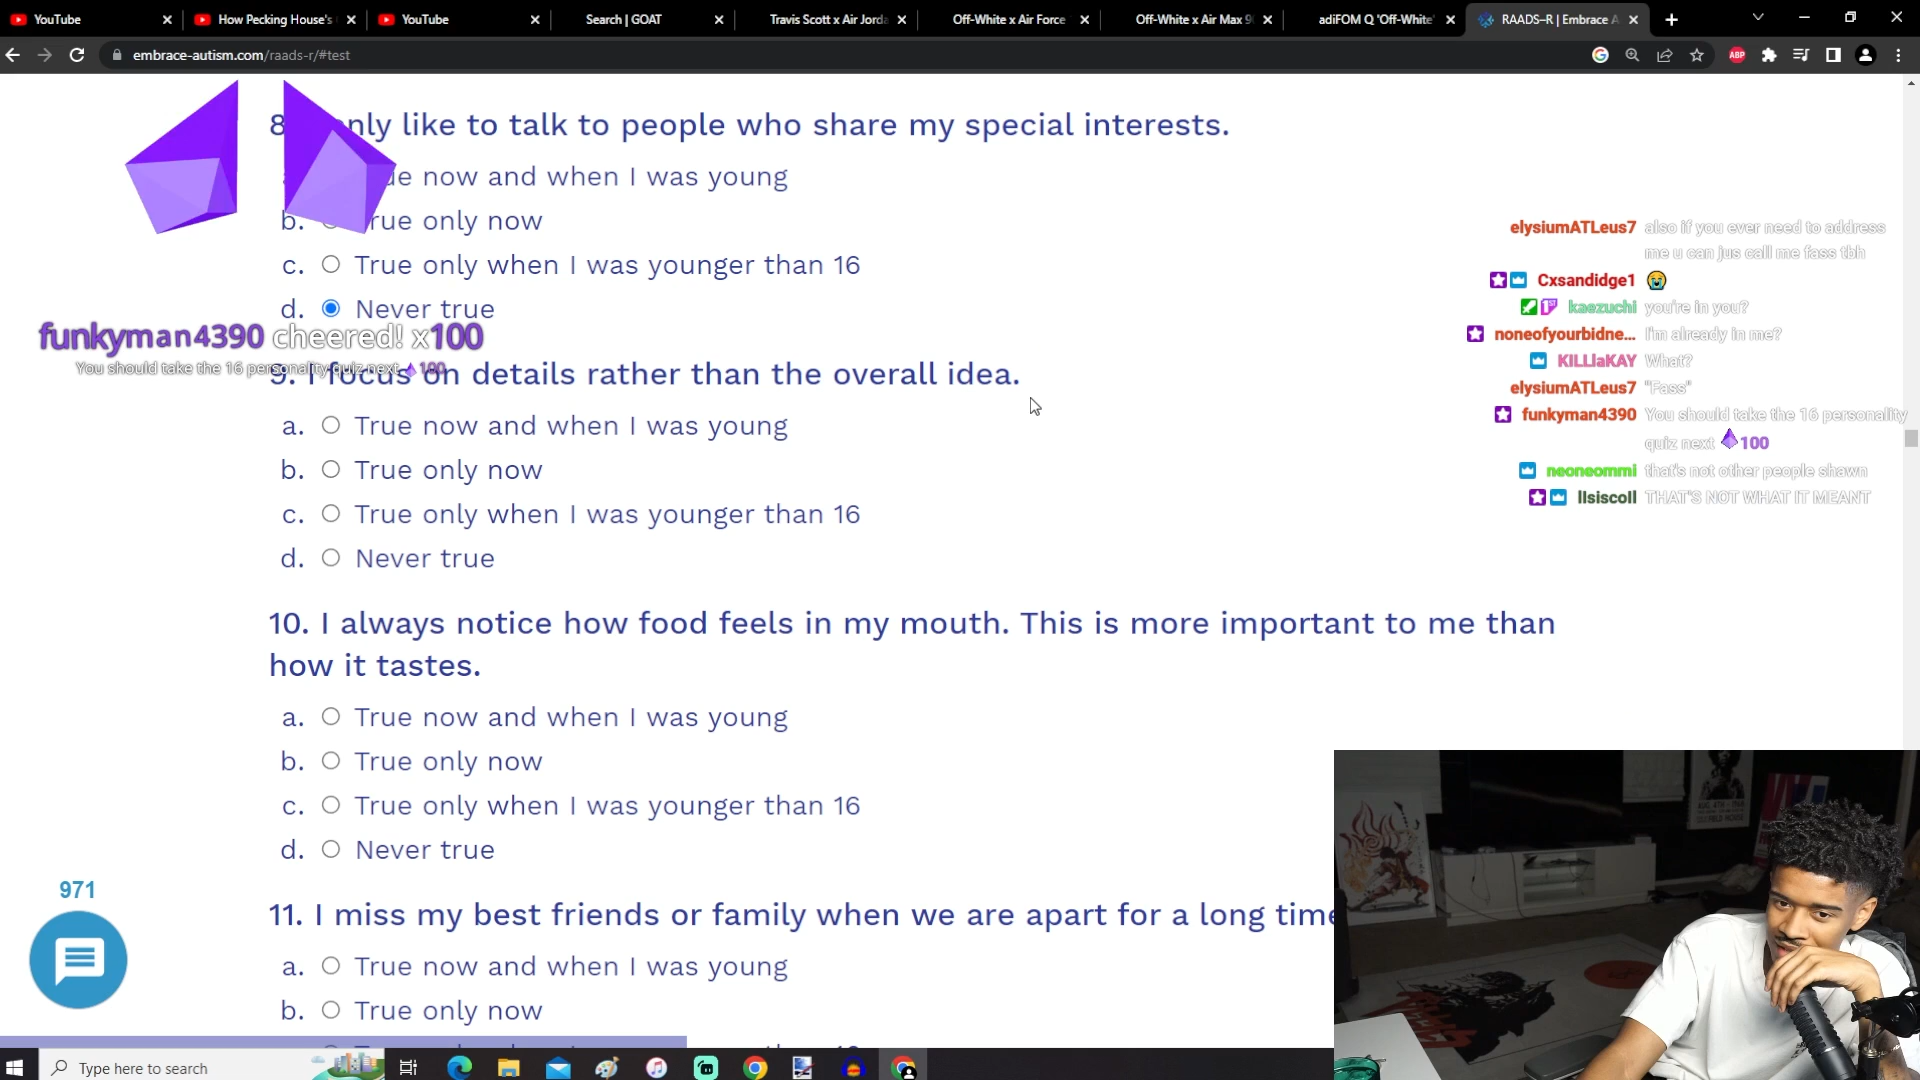 YouTube
How Pecking House's
YouTube
Search | GOAT
Travis Scott x Air Jorda
Off-White x Air Force
Off-White x Air Max 9
adiFOM Q 'Off-White'
RAADS–R | Embrace A
embrace-autism.com/raads-r/#test
ABP
8. only like to talk to people who share my special interests.
True now and when I was young
b. True only now
c. True only when I was younger than 16
d. Never true
funkyman4390 cheered! x100
You should take the 16 personality quiz next 100
9. I focus on details rather than the overall idea.
a. True now and when I was young
b. True only now
c. True only when I was younger than 16
d. Never true
10. I always notice how food feels in my mouth. This is more important to me than
how it tastes.
a. True now and when I was young
b. True only now
c. True only when I was younger than 16
d. Never true
11. I miss my best friends or family when we are apart for a long time
a. True now and when I was young
b. True only now
elysiumATLeus7 also if you ever need to address
me u can jus call me fass tbh
Cxsandidge1
kaezuchi you're in you?
noneofyourbidne... I'm already in me?
KILLlaKAY What?
elysiumATLeus7 "Fass"
funkyman4390 You should take the 16 personality
quiz next 100
neoneommi that's not other people shawn
llsiscoll THAT'S NOT WHAT IT MEANT
971
Type here to search